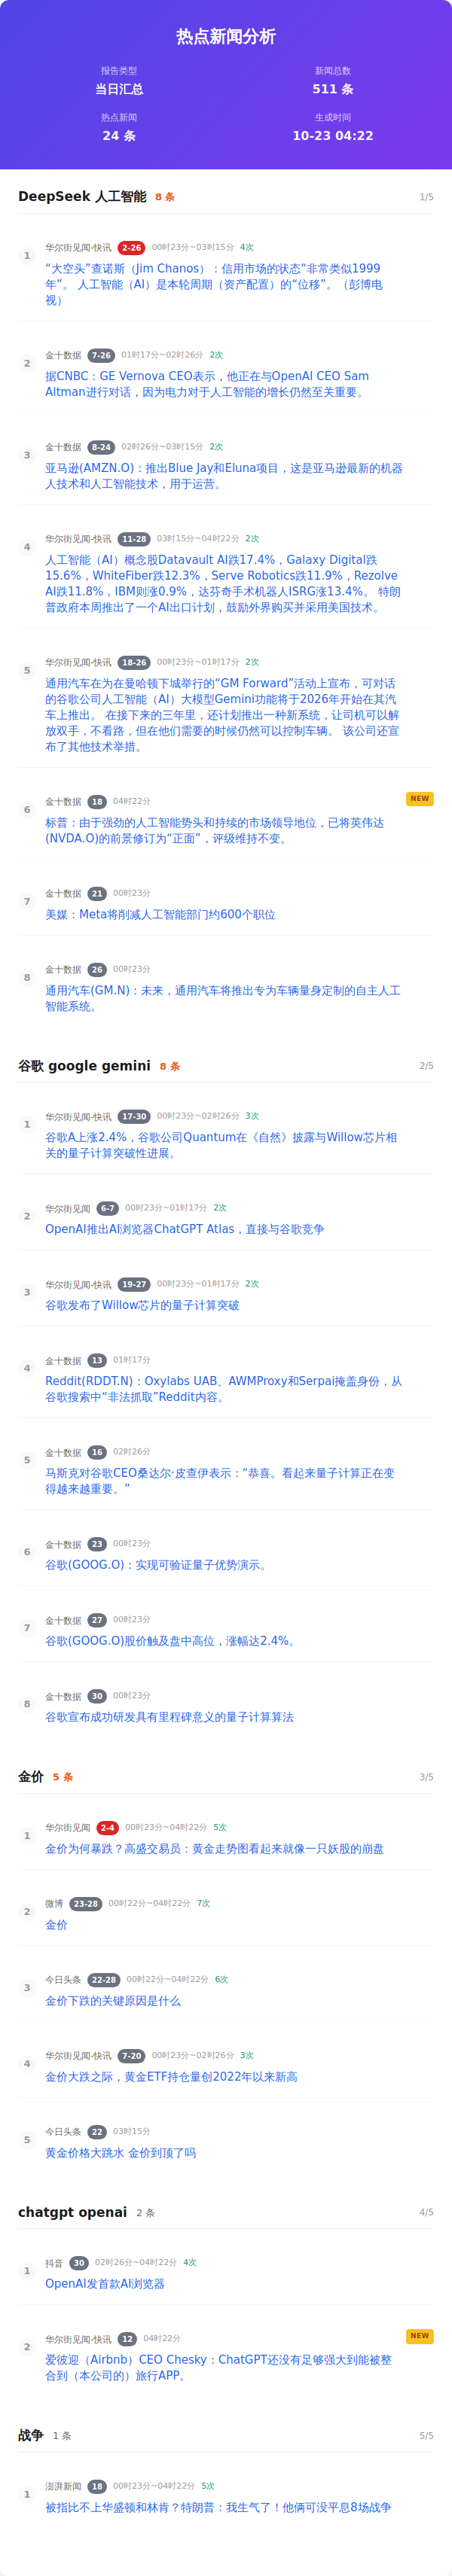 热点新闻分析
报告类型
新闻总数
当日汇总
511 条
热点新闻
生成时间
24 条
10-23 04:22
DeepSeek 人工智能 8 条 1/5
1
华尔街见闻-快讯 2-26 00时23分~03时15分 4次
“大空头”查诺斯（Jim Chanos）：信用市场的状态“非常类似1999
年”。 人工智能（AI）是本轮周期（资产配置）的“位移”。（彭博电
视）
2
金十数据 7-26 01时17分~02时26分 2次
据CNBC：GE Vernova CEO表示，他正在与OpenAI CEO Sam
Altman进行对话，因为电力对于人工智能的增长仍然至关重要。
3
金十数据 8-24 02时26分~03时15分 2次
亚马逊(AMZN.O)：推出Blue Jay和Eluna项目，这是亚马逊最新的机器
人技术和人工智能技术，用于运营。
4
华尔街见闻-快讯 11-28 03时15分~04时22分 2次
人工智能（AI）概念股Datavault AI跌17.4%，Galaxy Digital跌
15.6%，WhiteFiber跌12.3%，Serve Robotics跌11.9%，Rezolve
AI跌11.8%，IBM则涨0.9%，达芬奇手术机器人ISRG涨13.4%。 特朗
普政府本周推出了一个AI出口计划，鼓励外界购买并采用美国技术。
5
华尔街见闻-快讯 18-26 00时23分~01时17分 2次
通用汽车在为在曼哈顿下城举行的“GM Forward”活动上宣布，可对话
的谷歌公司人工智能（AI）大模型Gemini功能将于2026年开始在其汽
车上推出。 在接下来的三年里，还计划推出一种新系统，让司机可以解
放双手，不看路，但在他们需要的时候仍然可以控制车辆。 该公司还宣
布了其他技术举措。
6
金十数据 18 04时22分 NEW
标普：由于强劲的人工智能势头和持续的市场领导地位，已将英伟达
(NVDA.O)的前景修订为“正面”，评级维持不变。
7
金十数据 21 00时23分
美媒：Meta将削减人工智能部门约600个职位
8
金十数据 26 00时23分
通用汽车(GM.N)：未来，通用汽车将推出专为车辆量身定制的自主人工
智能系统。
谷歌 google gemini 8 条 2/5
1
华尔街见闻-快讯 17-30 00时23分~02时26分 3次
谷歌A上涨2.4%，谷歌公司Quantum在《自然》披露与Willow芯片相
关的量子计算突破性进展。
2
华尔街见闻 6-7 00时23分~01时17分 2次
OpenAI推出AI浏览器ChatGPT Atlas，直接与谷歌竞争
3
华尔街见闻-快讯 19-27 00时23分~01时17分 2次
谷歌发布了Willow芯片的量子计算突破
4
金十数据 13 01时17分
Reddit(RDDT.N)：Oxylabs UAB、AWMProxy和Serpai掩盖身份，从
谷歌搜索中“非法抓取”Reddit内容。
5
金十数据 16 02时26分
马斯克对谷歌CEO桑达尔·皮查伊表示：“恭喜。看起来量子计算正在变
得越来越重要。”
6
金十数据 23 00时23分
谷歌(GOOG.O)：实现可验证量子优势演示。
7
金十数据 27 00时23分
谷歌(GOOG.O)股价触及盘中高位，涨幅达2.4%。
8
金十数据 30 00时23分
谷歌宣布成功研发具有里程碑意义的量子计算算法
金价 5 条 3/5
1
华尔街见闻 2-4 00时23分~04时22分 5次
金价为何暴跌？高盛交易员：黄金走势图看起来就像一只妖股的崩盘
2
微博 23-28 00时22分~04时22分 7次
金价
3
今日头条 22-28 00时22分~04时22分 6次
金价下跌的关键原因是什么
4
华尔街见闻-快讯 7-20 00时23分~02时26分 3次
金价大跌之际，黄金ETF持仓量创2022年以来新高
5
今日头条 22 03时15分
黄金价格大跳水 金价到顶了吗
chatgpt openai 2 条 4/5
1
抖音 30 02时26分~04时22分 4次
OpenAI发首款AI浏览器
2
华尔街见闻-快讯 12 04时22分 NEW
爱彼迎（Airbnb）CEO Chesky：ChatGPT还没有足够强大到能被整
合到（本公司的）旅行APP。
战争 1 条 5/5
1
澎湃新闻 18 00时23分~04时22分 5次
被指比不上华盛顿和林肯？特朗普：我生气了！他俩可没平息8场战争